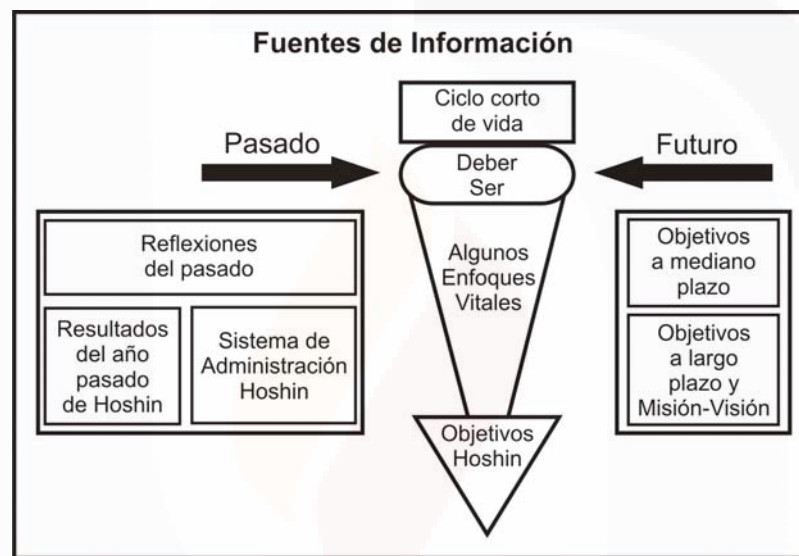 Fuentes de Información
Ciclo corto
de vida
Pasado
Futuro
Deber
Ser
Reflexiones
del pasado
Resultados
del año
pasado
de Hoshin
Sistema de
Administración
Hoshin
Algunos
Enfoques
Vitales
Objetivos
Hoshin
Objetivos
a mediano
plazo
Objetivos
a largo
plazo y
Misión-Visión